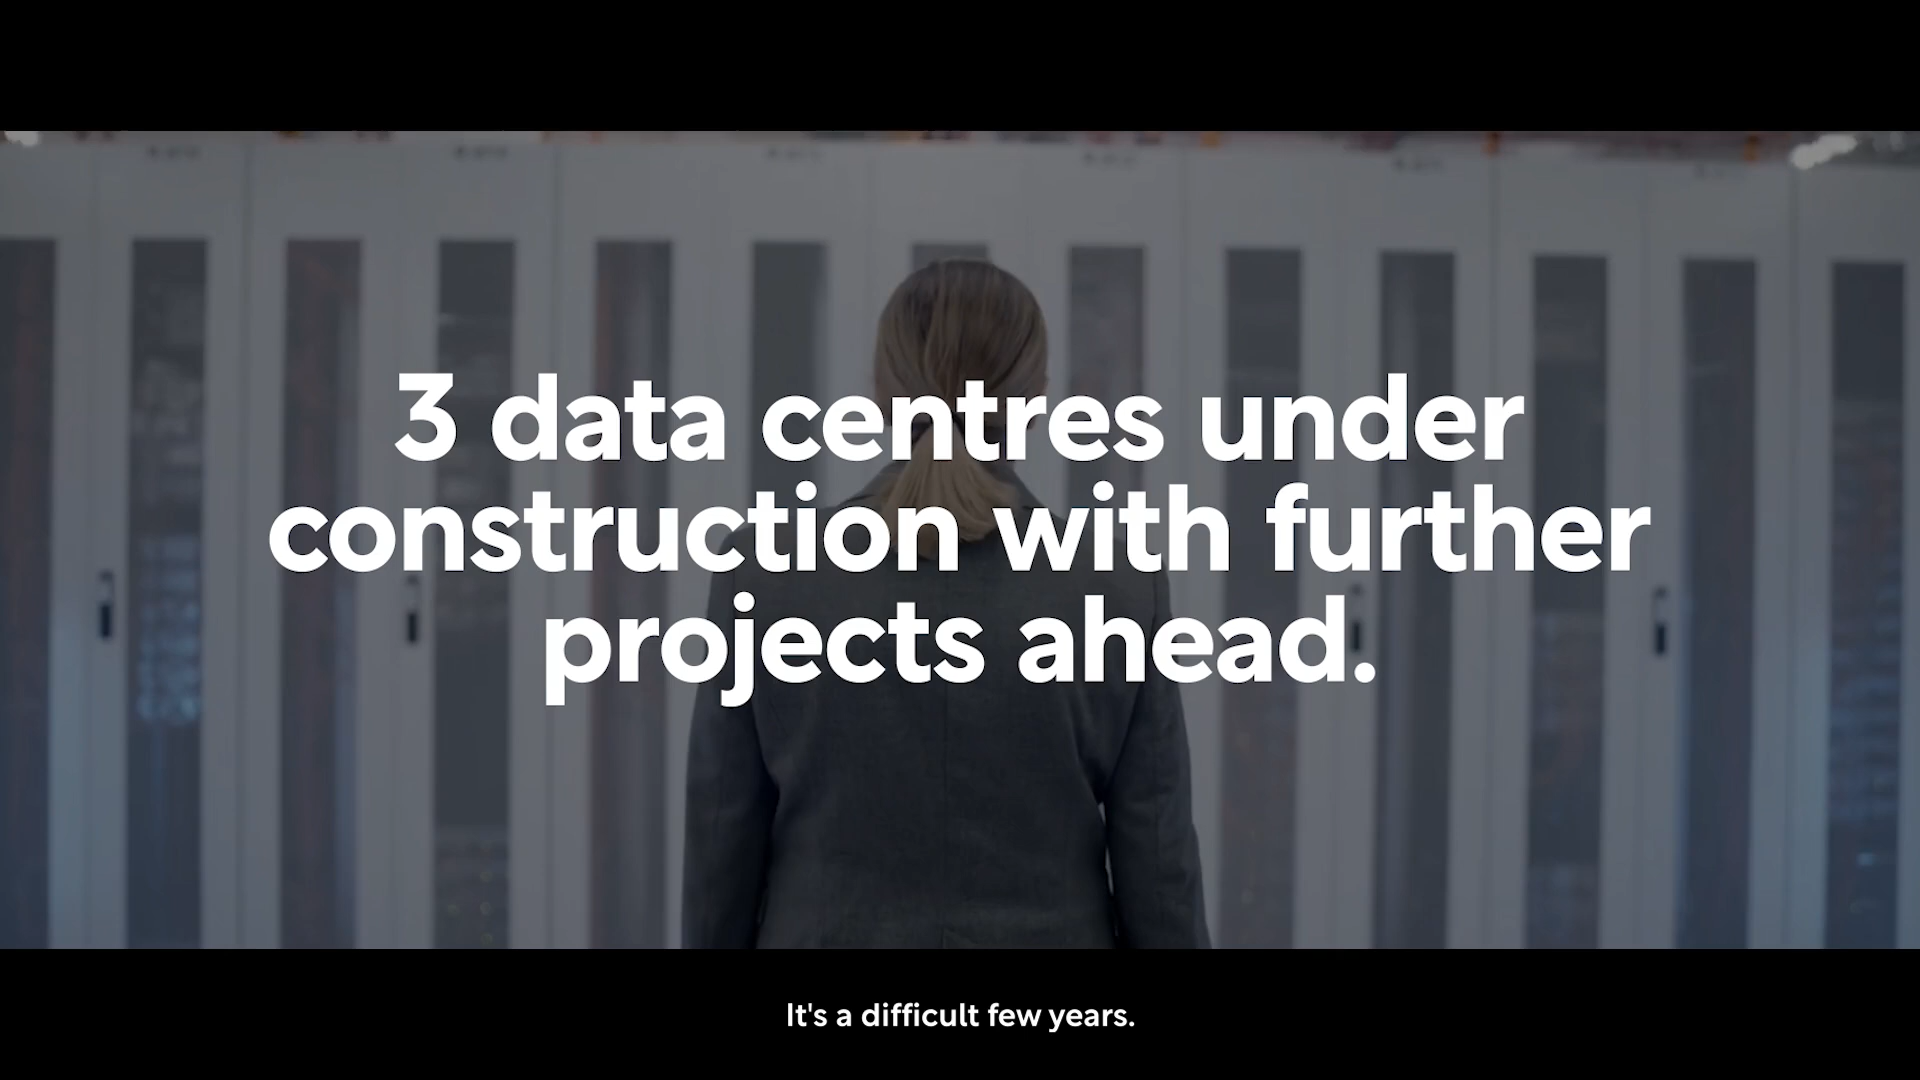 3 data centres under
construction with further
projects ahead.
It's a difficult few years.